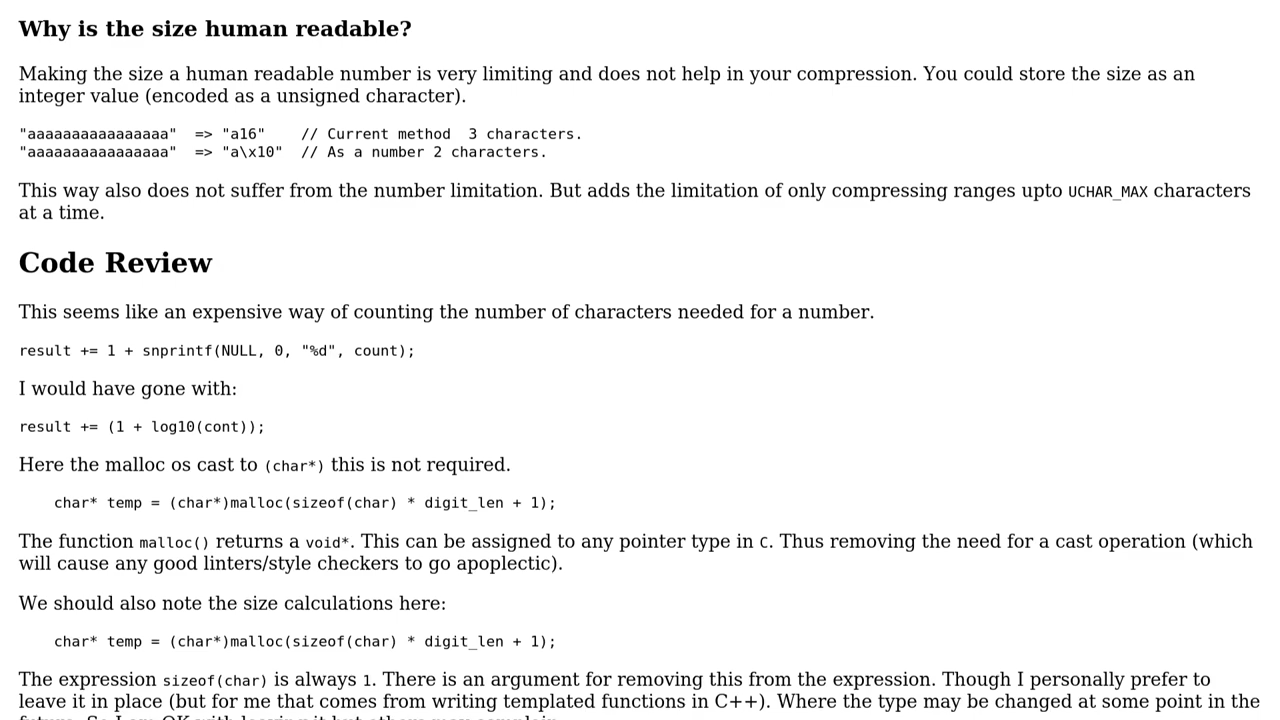 Why is the size human readable?
Making the size a human readable number is very limiting and does not help in your compression. You could store the size as an
integer value (encoded as a unsigned character).
"aaaaaaaaaaaaaaaa"  => "a16"    // Current method  3 characters.
"aaaaaaaaaaaaaaaa"  => "a\x10"  // As a number 2 characters.
This way also does not suffer from the number limitation. But adds the limitation of only compressing ranges upto UCHAR_MAX characters
at a time.
Code Review
This seems like an expensive way of counting the number of characters needed for a number.
result += 1 + snprintf(NULL, 0, "%d", count);
I would have gone with:
result += (1 + log10(cont));
Here the malloc os cast to (char*) this is not required.
    char* temp = (char*)malloc(sizeof(char) * digit_len + 1);
The function malloc() returns a void*. This can be assigned to any pointer type in C. Thus removing the need for a cast operation (which
will cause any good linters/style checkers to go apoplectic).
We should also note the size calculations here:
    char* temp = (char*)malloc(sizeof(char) * digit_len + 1);
The expression sizeof(char) is always 1. There is an argument for removing this from the expression. Though I personally prefer to
leave it in place (but for me that comes from writing templated functions in C++). Where the type may be changed at some point in the